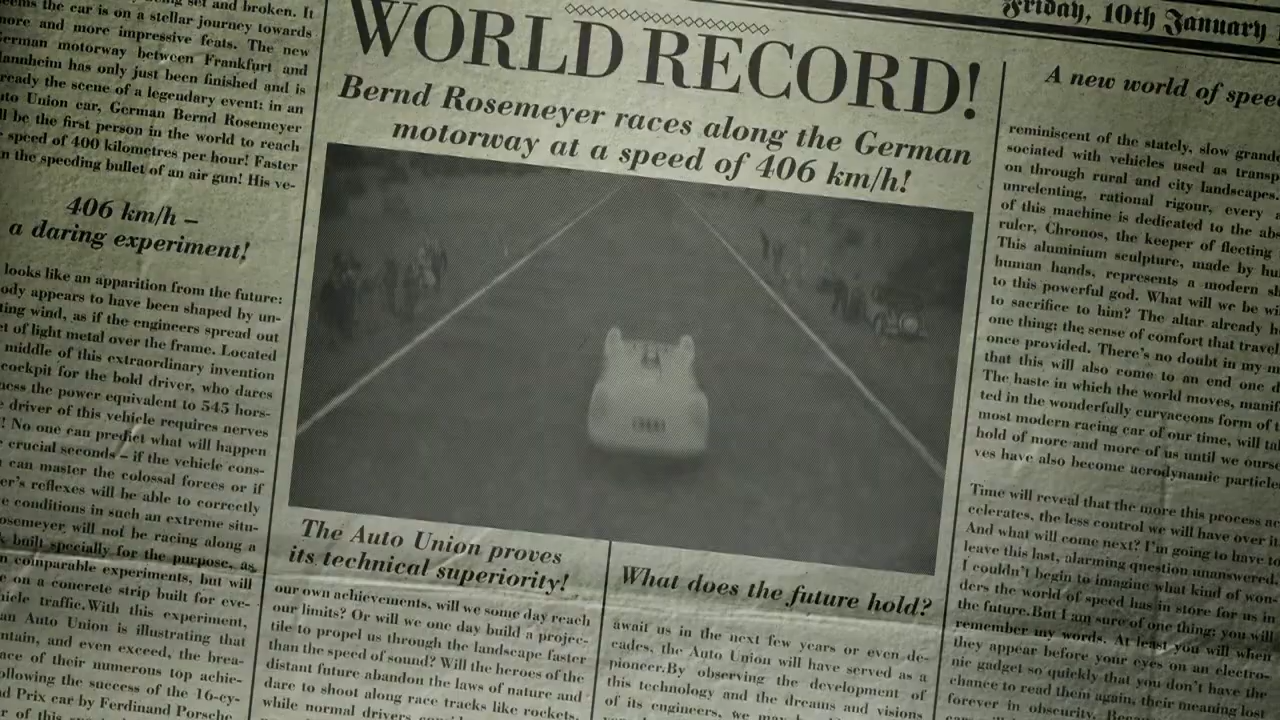 set and broken. It
the car is on a stellar journey towards
more and more impressive feats. The new
German motorway between Frankfurt and
Mannheim has only just been finished and is
the scene of a legendary event: in an
Union car, German Bernd Rosemeyer
be the first person in the world to reach
speed of 400 kilometres per hour! Faster
the speeding bullet of an air gun! His ve-
406 km/h –
a daring experiment!
looks like an apparition from the future:
appears to have been shaped by un-
wind, as if the engineers spread out
of light metal over the frame. Located
middle of this extraordinary invention
cockpit for the bold driver, who dares
the power equivalent to 545 hors-
driver of this vehicle requires nerves
! No one can predict what will happen
crucial seconds – if the vehicle cons-
can master the colossal forces or if
reflexes will be able to correctly
conditions in such an extreme situ-
will not be racing along a
built specially for the purpose, as
comparable experiments, but will
on a concrete strip built for eve-
traffic. With this experiment,
Auto Union is illustrating that
and even exceed, the brea-
of their numerous top achie-
following the success of the 16-cy-
Prix car by Ferdinand Porsche
of this
WORLD RECORD!
Bernd Rosemeyer races along the German
motorway at a speed of 406 km/h!
The Auto Union proves
its technical superiority!
our own achievements, will we some day reach
our limits? Or will we one day build a projec-
tile to propel us through the landscape faster
than the speed of sound? Will the heroes of the
distant future abandon the laws of nature and
dare to shoot along race tracks like rockets,
while normal drivers
What does the future hold?
await us in the next few years or even de-
cades, the Auto Union will have served as a
pioneer.By observing the development of
this technology and the dreams and visions
of its engineers, we may
Friday, 10th January
A new world of speed
reminiscent of the stately, slow
sociated with vehicles used as
on through rural and city landscapes.
unrelenting, rational rigour, every
of this machine is dedicated to the
ruler, Chronos, the keeper of fleeting
This aluminium sculpture, made by
human hands, represents a modern
to this powerful god. What will we be
to sacrifice to him? The altar already
one thing: the sense of comfort that
once provided. There's no doubt in my
that this will also come to an end one
The haste in which the world moves,
ted in the wonderfully curvaceous form of
most modern racing car of our time, will
hold of more and more of us until we
ves have also become aerodynamic
Time will reveal that the more this process
celerates, the less control we will have over
And what will come next? I'm going to have to
leave this last, alarming question unanswered.
I couldn't begin to imagine what kind of won-
ders the world of speed has in store for us in
the future.But I am sure of one thing: you will
remember my words. At least you will when
they appear before your eyes on an electro-
nic gadget so quickly that you don't have the
chance to read them again, their meaning lost
forever in obscurity.